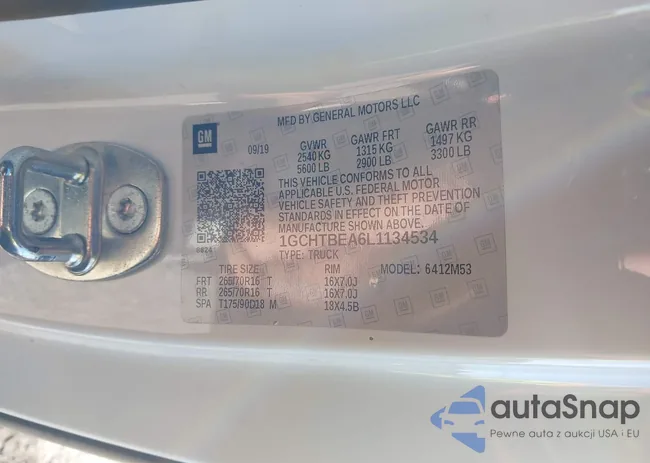 MFD BY GENERAL MOTORS LLC
GM
09/19
GVWR GAWR FRT GAWR RR
2540 KG 1315 KG 1497 KG
5600 LB 2900 LB 3300 LB
THIS VEHICLE CONFORMS TO ALL
APPLICABLE U.S. FEDERAL MOTOR
VEHICLE SAFETY AND THEFT PREVENTION
STANDARDS IN EFFECT ON THE DATE OF
MANUFACTURE SHOWN ABOVE.
1GCHTBEA6L1134534
TYPE: TRUCK
TIRE SIZE RIM MODEL: 6412M53
FRT 265/70R16 T 16X7.0J
RR 265/70R16 T 16X7.0J
SPA T175/90D18 M 18X4.5B
autaSnap
Pewne auta z aukcji USA i EU